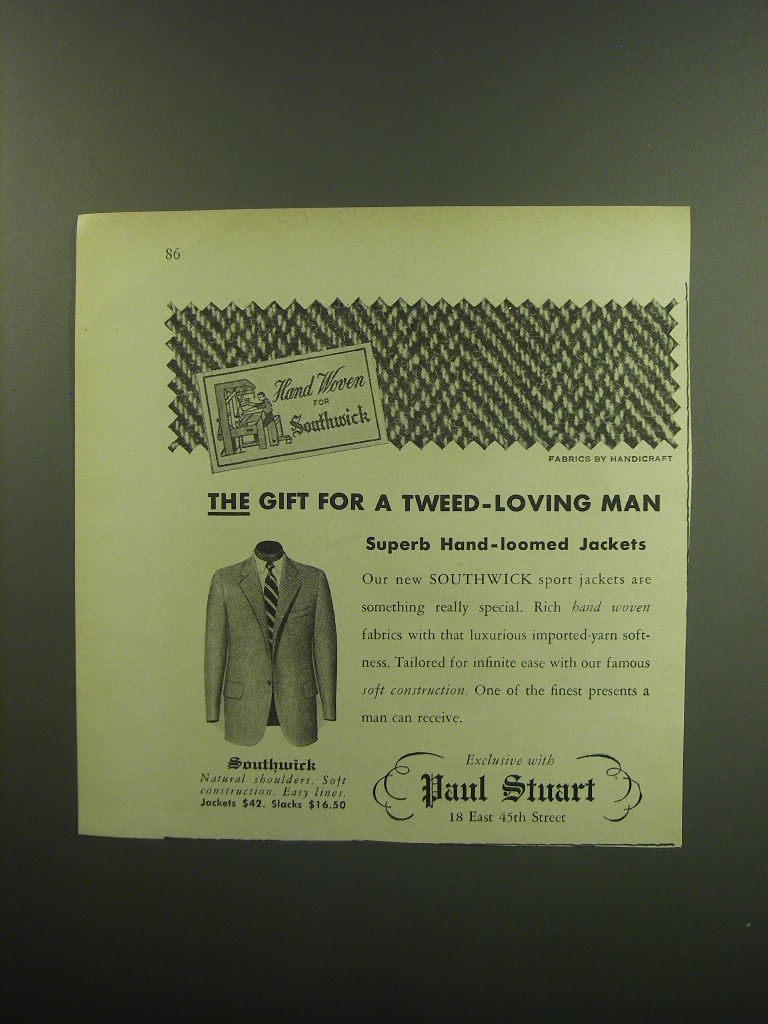 86
Hand Woven
FOR
Southwick
FABRICS BY HANDICRAFT
THE GIFT FOR A TWEED-LOVING MAN
Superb Hand-loomed Jackets
Our new SOUTHWICK sport jackets are
something really special. Rich hand woven
fabrics with that luxurious imported-yarn soft-
ness. Tailored for infinite ease with our famous
soft construction. One of the finest presents a
man can receive.
Southwick
Natural shoulders. Soft
construction. Easy lines.
Jackets $42. Slacks $16.50
Exclusive with
Paul Stuart
18 East 45th Street